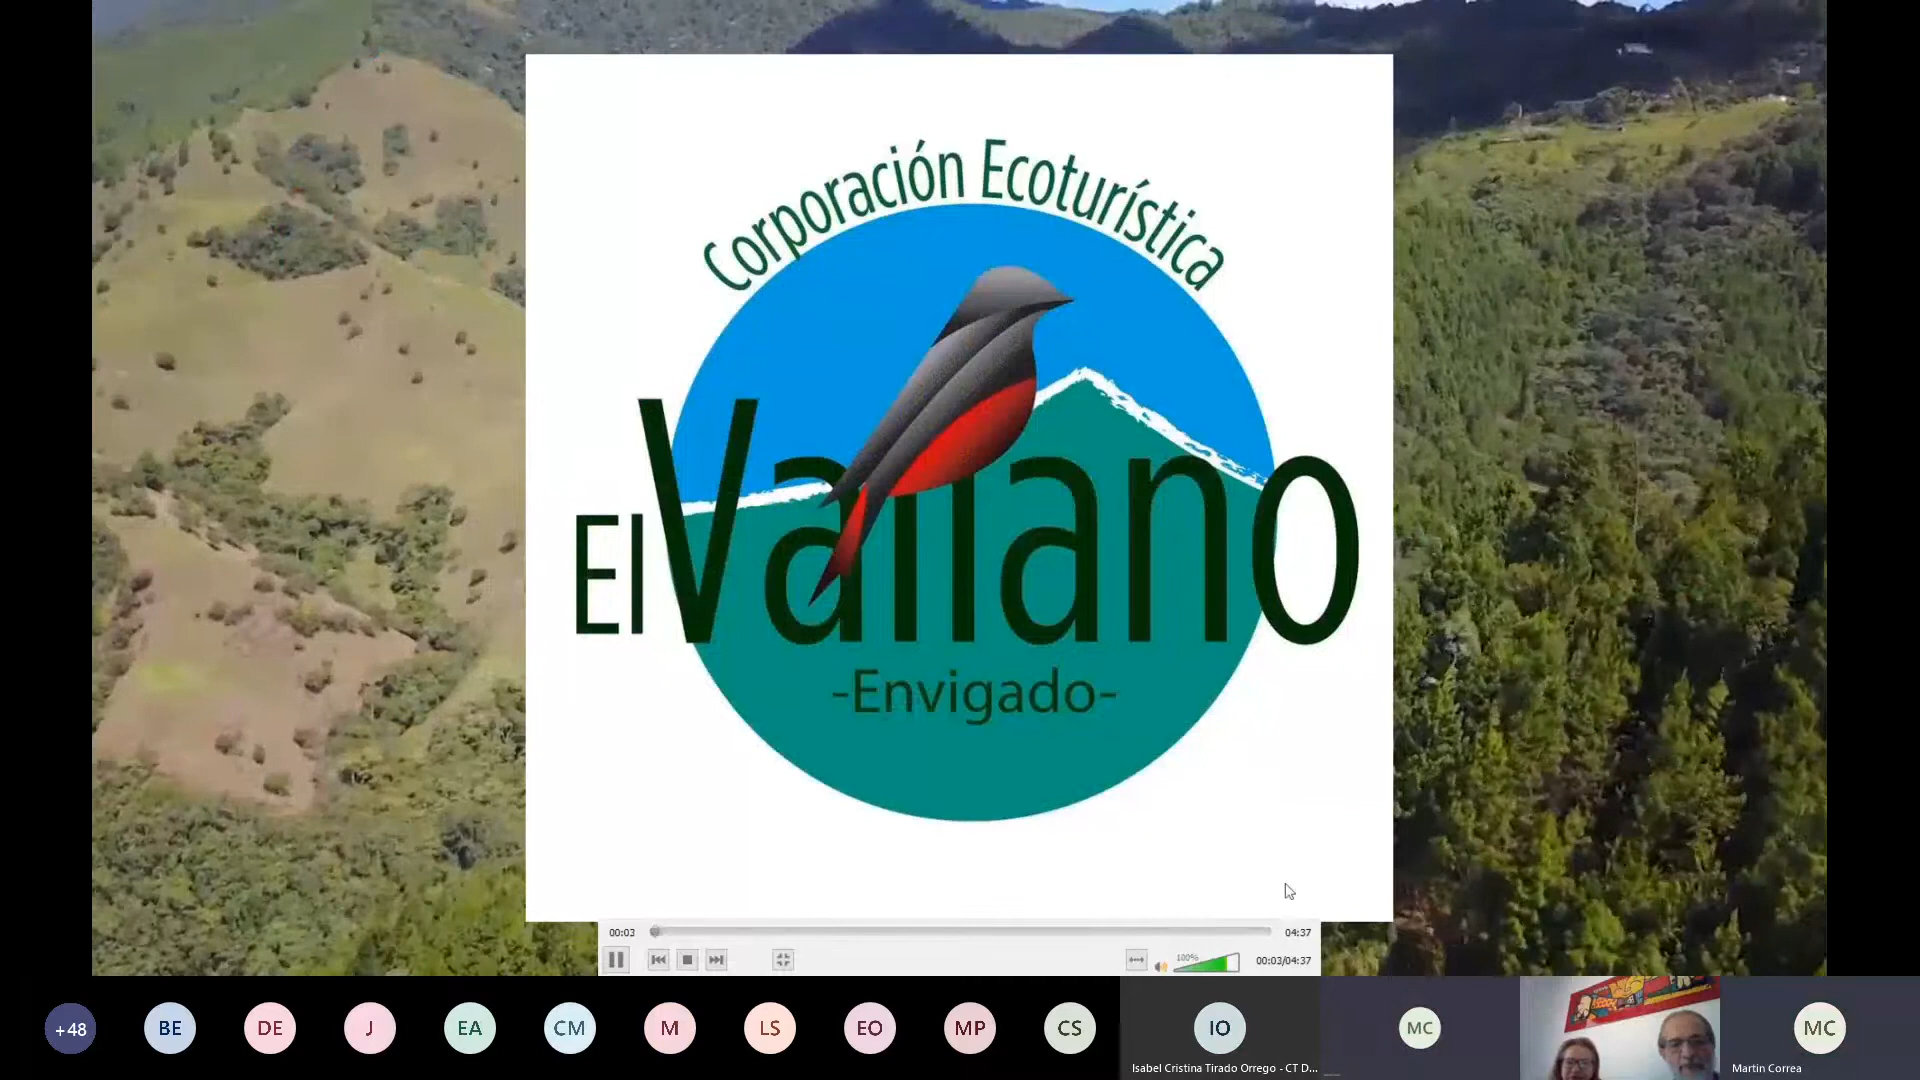 Corporación Ecoturística
El Vallano
-Envigado-
00:03
04:37
100%
00:03/04:37
+48
BE
DE
J
EA
CM
M
LS
EO
MP
CS
IO
MC
MC
Isabel Cristina Tirado Orrego - CT D...
Martin Correa